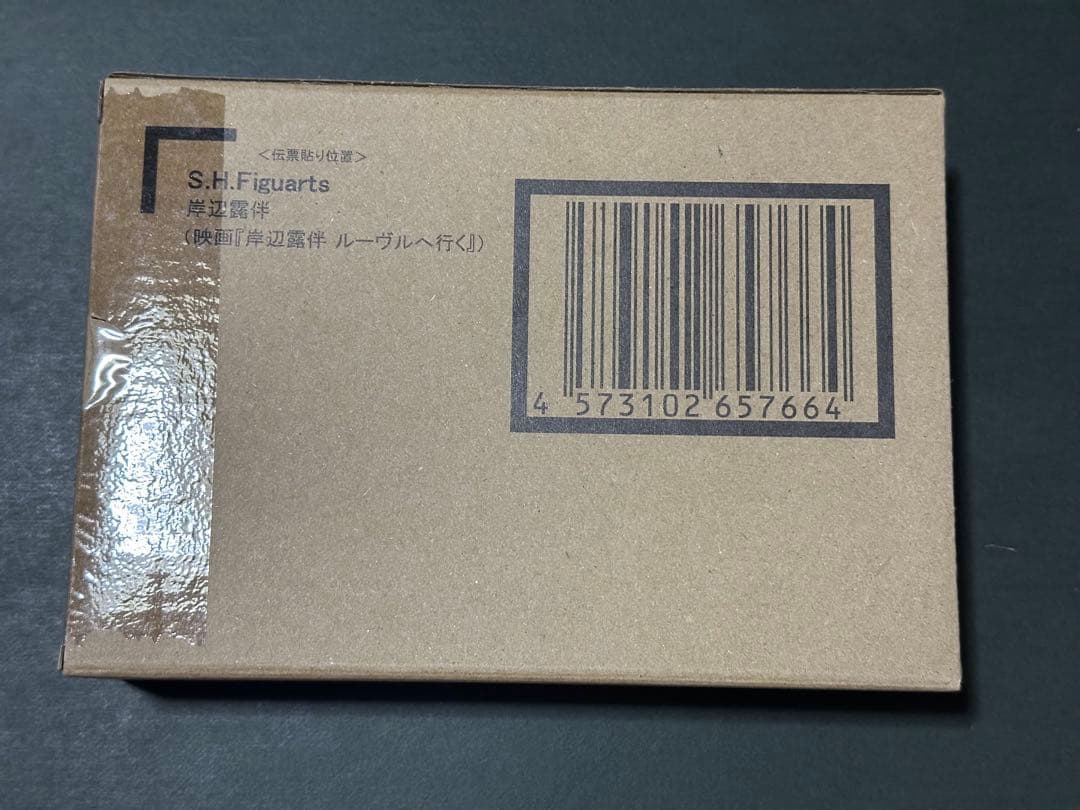 ＜伝票貼り位置＞
S.H.Figuarts
岸辺露伴
(映画『岸辺露伴 ルーヴルへ行く』)
4 573102 657664